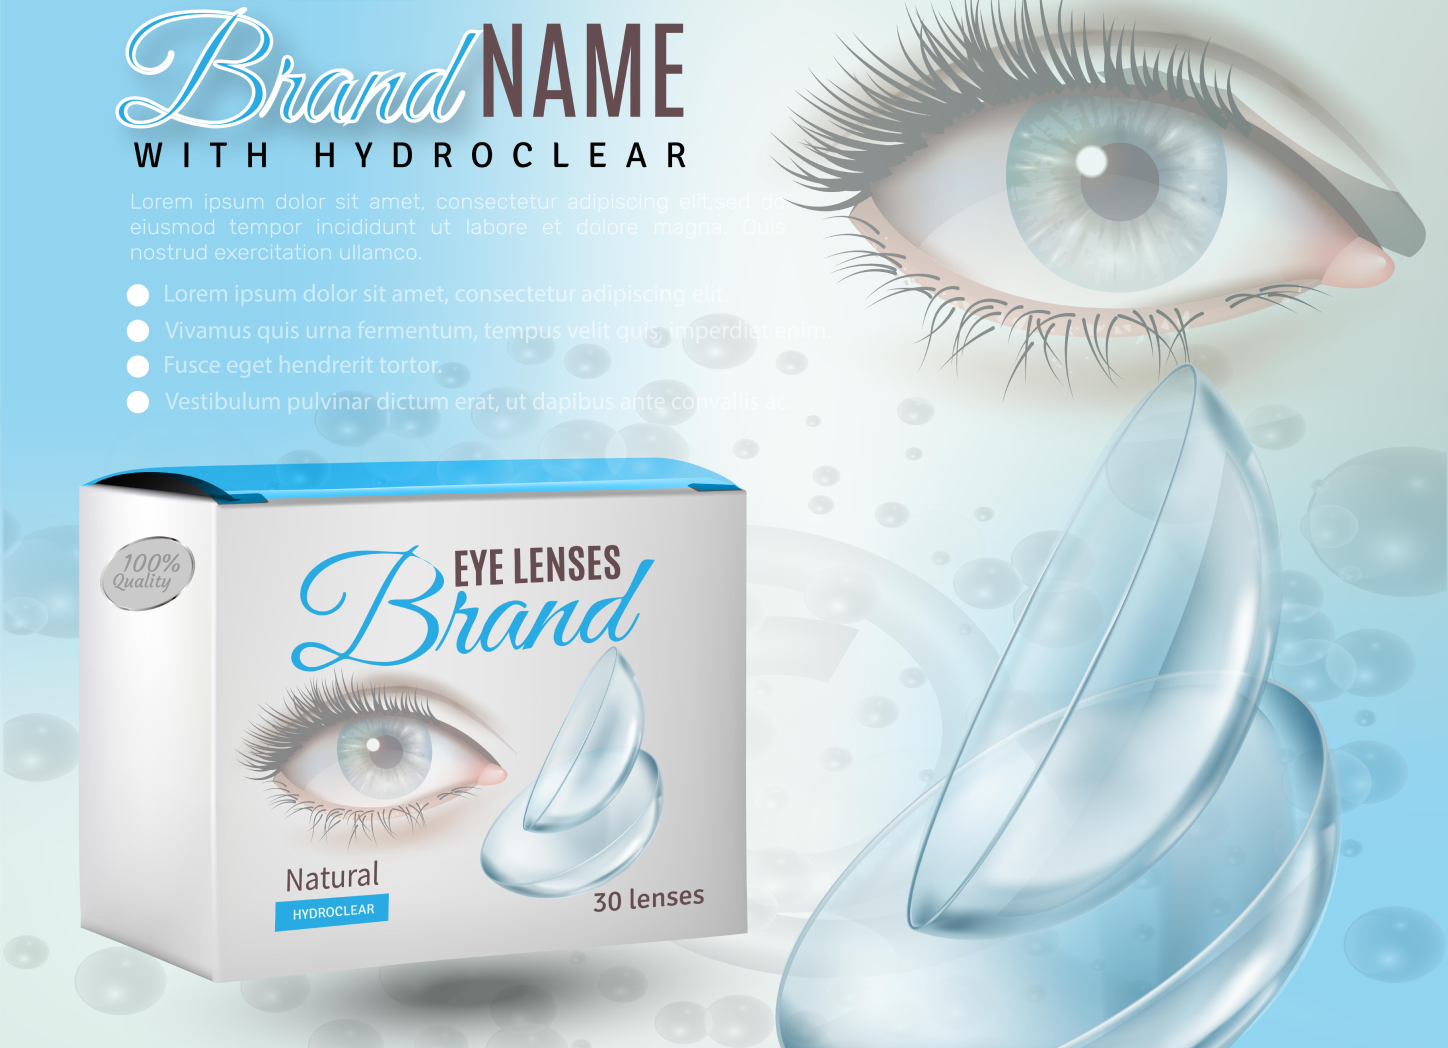 Brand NAME
WITH HYDROCLEAR
Lorem ipsum dolor sit amet, consectetur adipiscing elit,sed do
eiusmod tempor incididunt ut labore et dolore magna. Quis
nostrud exercitation ullamco.
Lorem ipsum dolor sit amet, consectetur adipiscing elit.
Vivamus quis urna fermentum, tempus velit quis, imperdiet enim.
Fusce eget hendrerit tortor.
Vestibulum pulvinar dictum erat, ut dapibus ante convallis ac.
100%
Quality
EYE LENSES
Brand
Natural
HYDROCLEAR
30 lenses